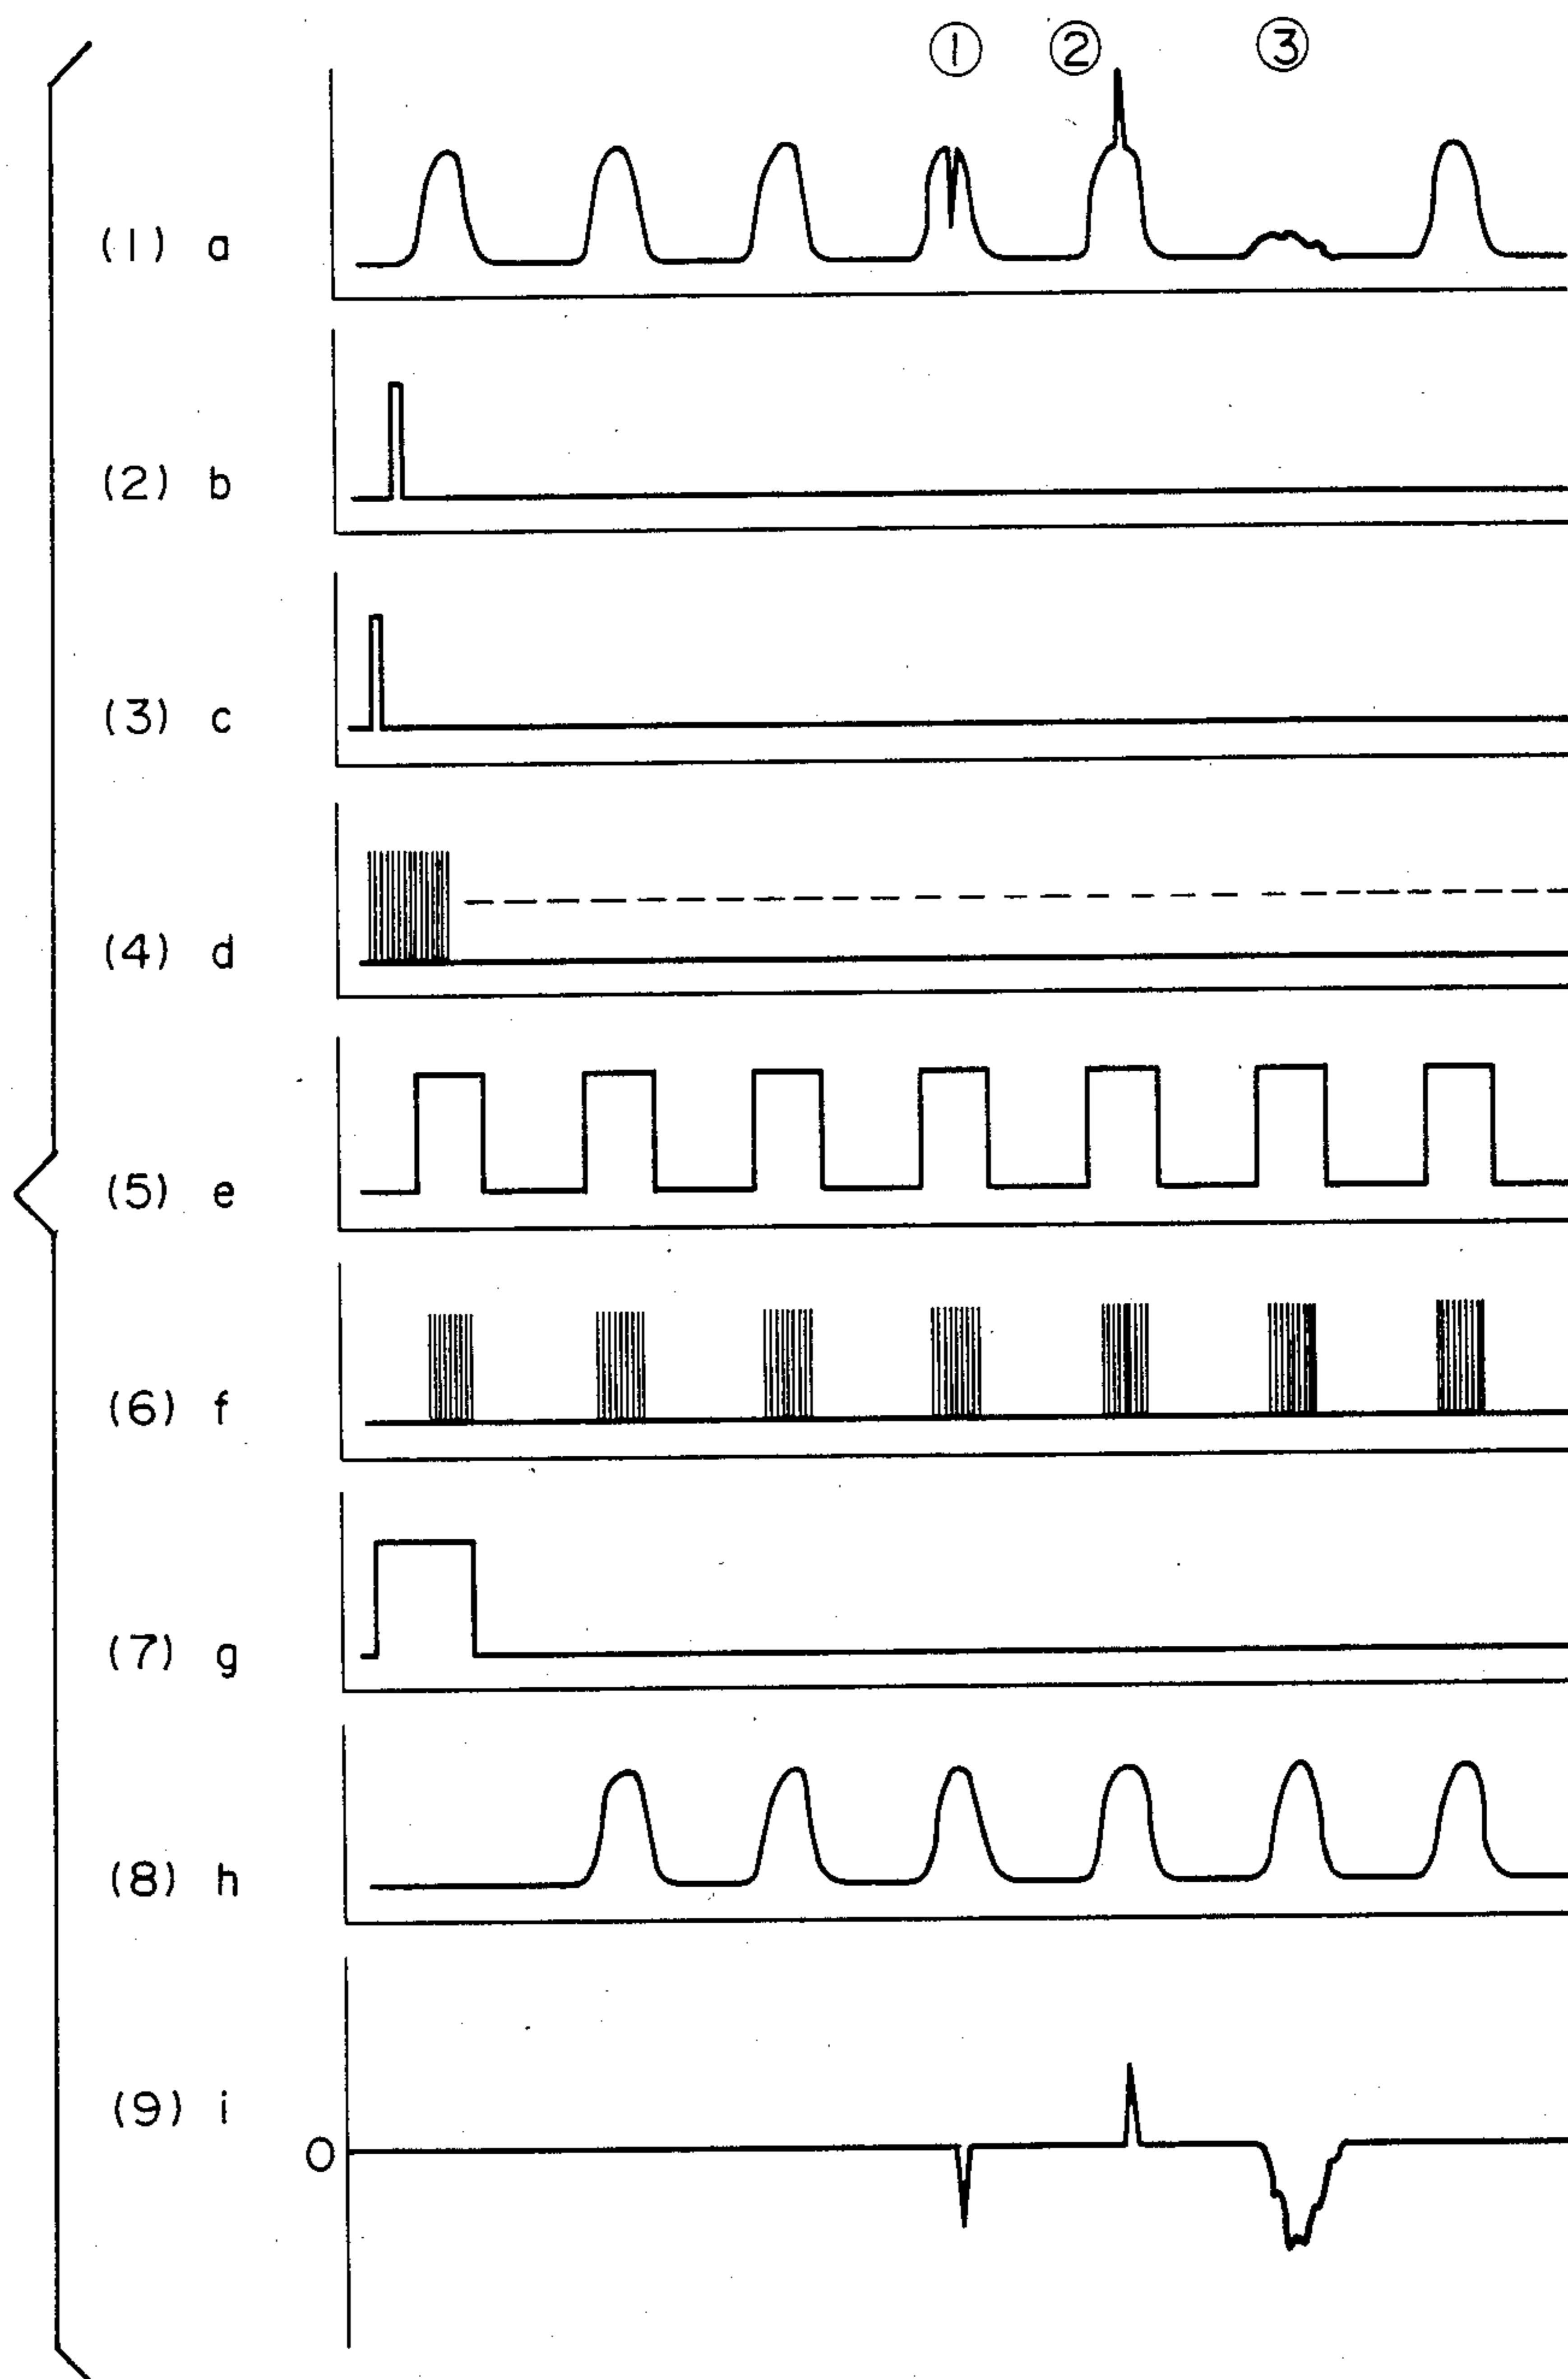 ① ② ③
(1) a
(2) b
(3) c
(4) d
(5) e
(6) f
(7) g
(8) h
(9) i
0